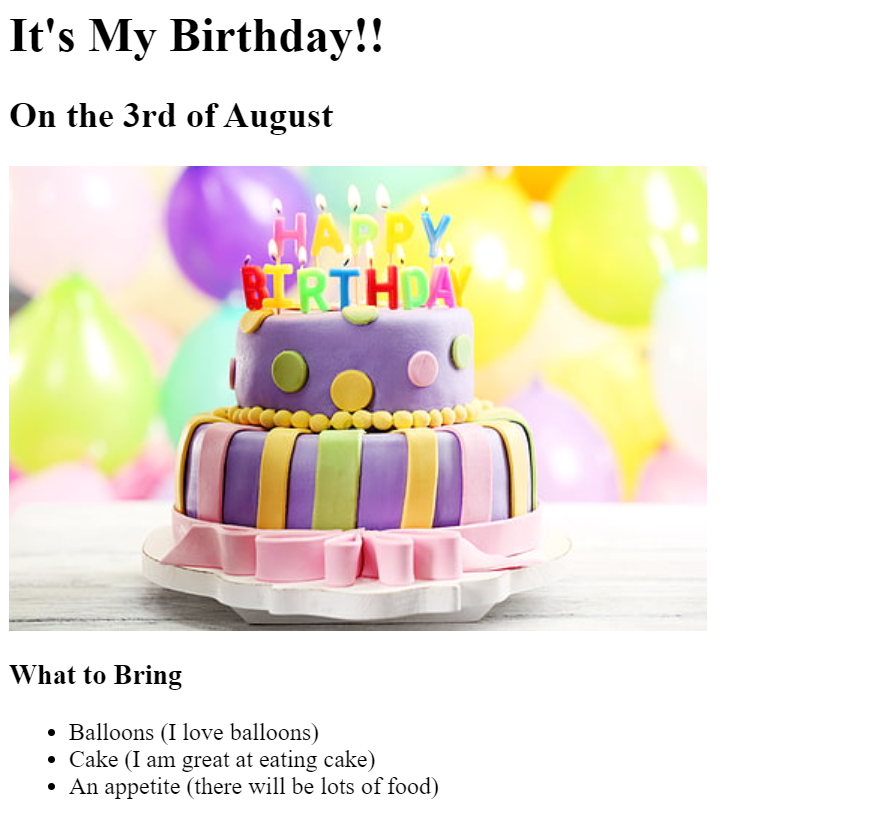 It's My Birthday!!
On the 3rd of August
HAPPY
BIRTHDAY
What to Bring
Balloons (I love balloons)
Cake (I am great at eating cake)
An appetite (there will be lots of food)